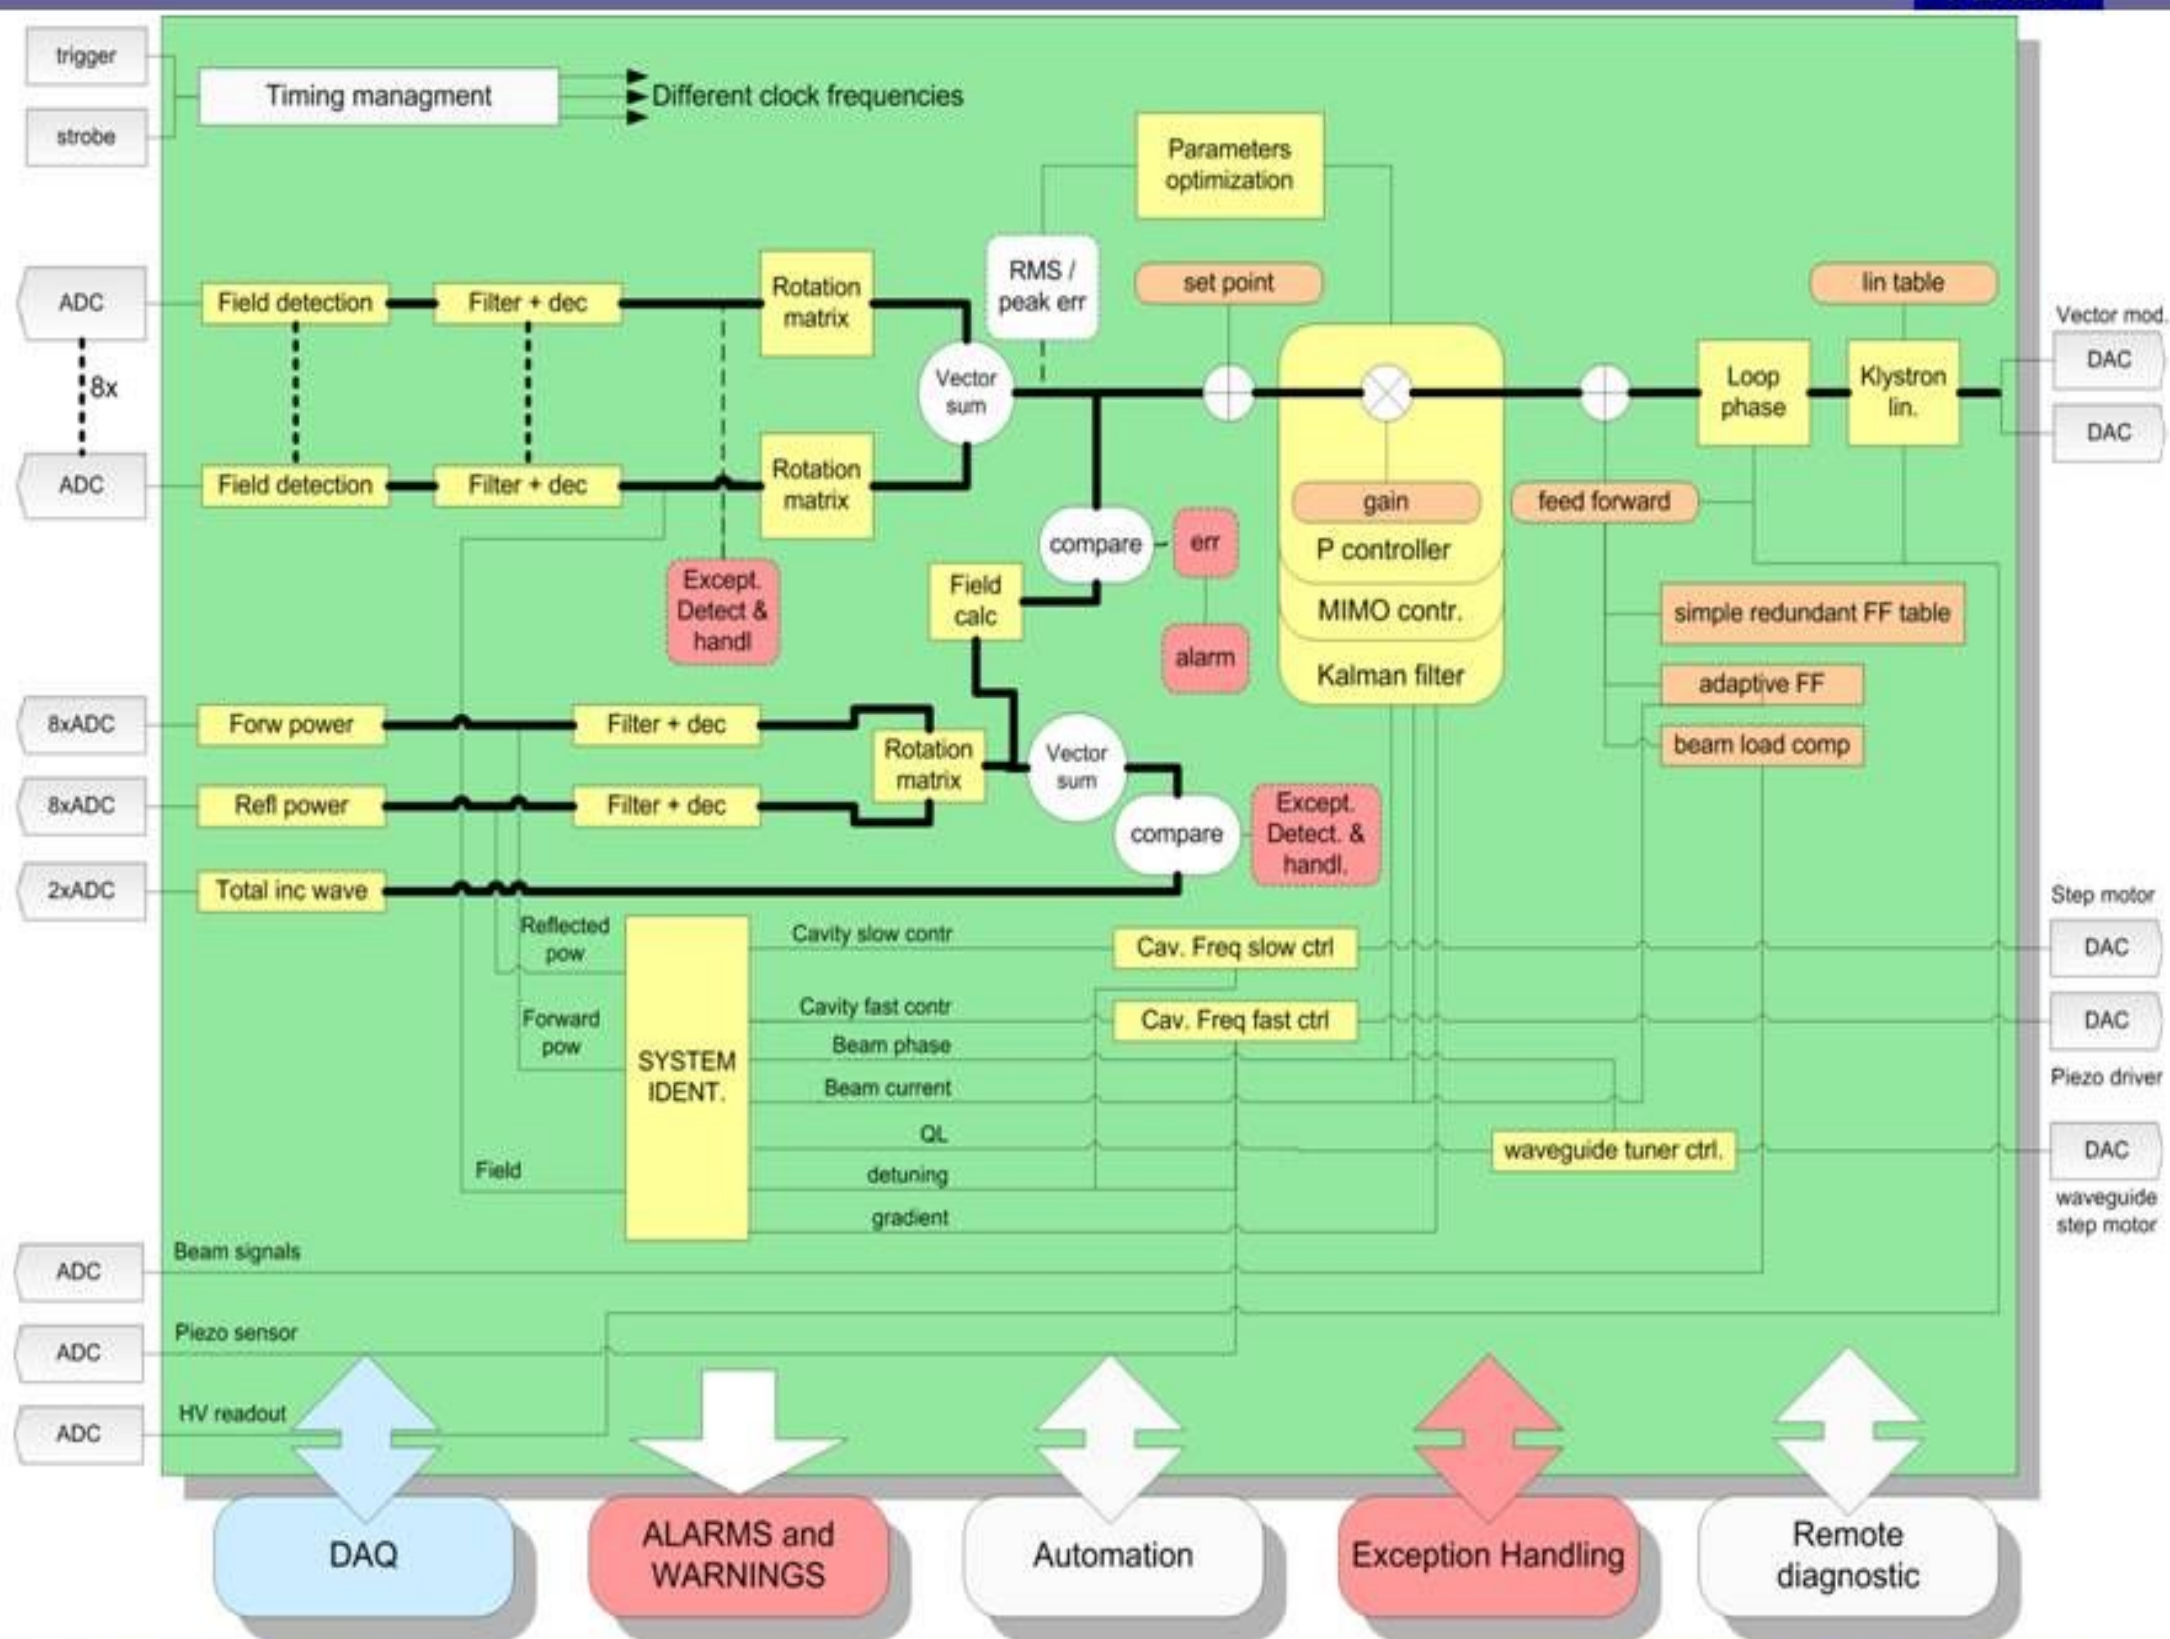 trigger
Timing managment
Different clock frequencies
strobe
Parameters
optimization
RMS /
peak err
set point
lin table
Vector mod.
ADC
Field detection
Filter + dec
Rotation
matrix
8x
Vector
sum
Loop
phase
Klystron
lin.
DAC
DAC
ADC
Field detection
Filter + dec
Rotation
matrix
gain
feed forward
compare
err
P controller
Except.
Detect &
handl
Field
calc
MIMO contr.
simple redundant FF table
alarm
Kalman filter
adaptive FF
8xADC
Forw power
Filter + dec
Rotation
matrix
Vector
sum
beam load comp
8xADC
Refl power
Filter + dec
compare
Except.
Detect. &
handl.
2xADC
Total inc wave
Step motor
Reflected
pow
Cavity slow contr
Cav. Freq slow ctrl
DAC
Forward
pow
Cavity fast contr
Cav. Freq fast ctrl
DAC
SYSTEM
IDENT.
Beam phase
Piezo driver
Beam current
QL
waveguide tuner ctrl.
DAC
Field
detuning
waveguide
step motor
gradient
Beam signals
ADC
Piezo sensor
ADC
HV readout
ADC
DAQ
ALARMS and
WARNINGS
Automation
Exception Handling
Remote
diagnostic